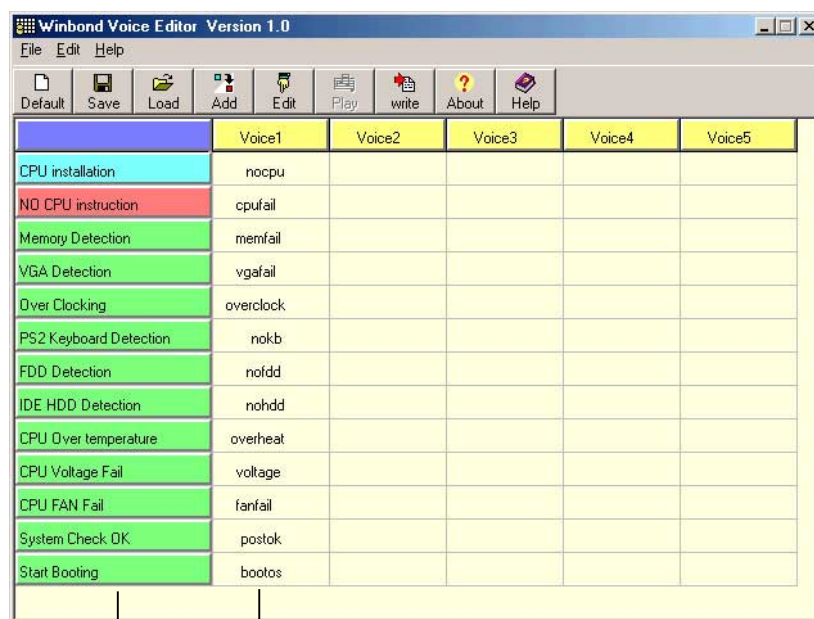 Winbond Voice Editor Version 1.0
File Edit Help
Default Save Load Add Edit Play write About Help
Voice1 Voice2 Voice3 Voice4 Voice5
CPU installation nocpu
NO CPU instruction cpufail
Memory Detection memfail
VGA Detection vgafail
Over Clocking overclock
PS2 Keyboard Detection nokb
FDD Detection nofdd
IDE HDD Detection nohdd
CPU Over temperature overheat
CPU Voltage Fail voltage
CPU FAN Fail fanfail
System Check OK postok
Start Booting bootos